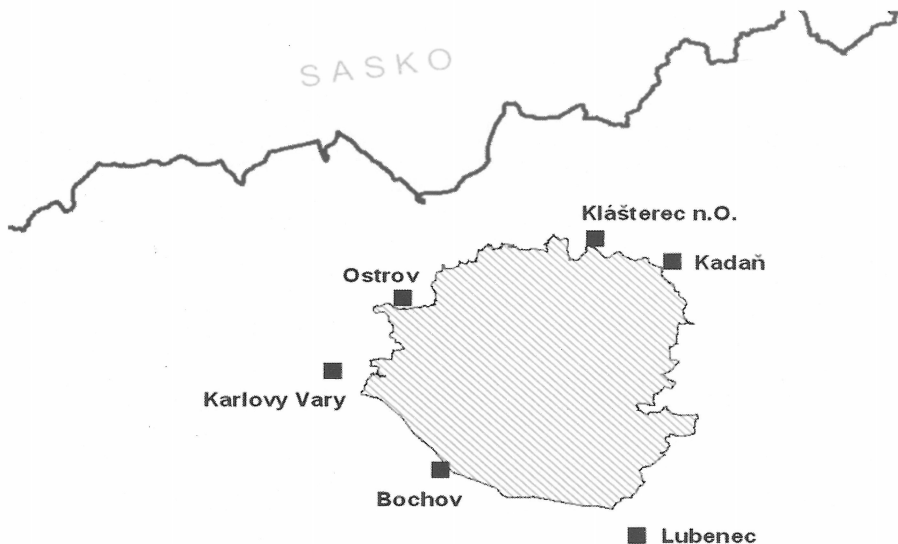 SASKO
Klášterec n.O.
Kadaň
Ostrov
Karlovy Vary
Bochov
Lubenec